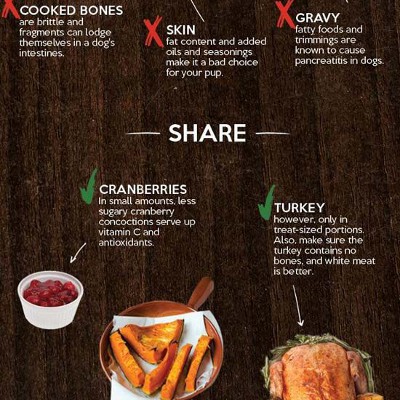 COOKED BONES
are brittle and
fragments can lodge
themselves in a dog's
intestines.
SKIN
fat content and added
oils and seasonings
make it a bad choice
for your pup.
GRAVY
fatty foods and
trimmings are
known to cause
pancreatitis in dogs.
SHARE
CRANBERRIES
In small amounts, less
sugary cranberry
concoctions serve up
vitamin C and
antioxidants.
TURKEY
however, only in
treat-sized portions.
Also, make sure the
turkey contains no
bones, and white meat
is better.